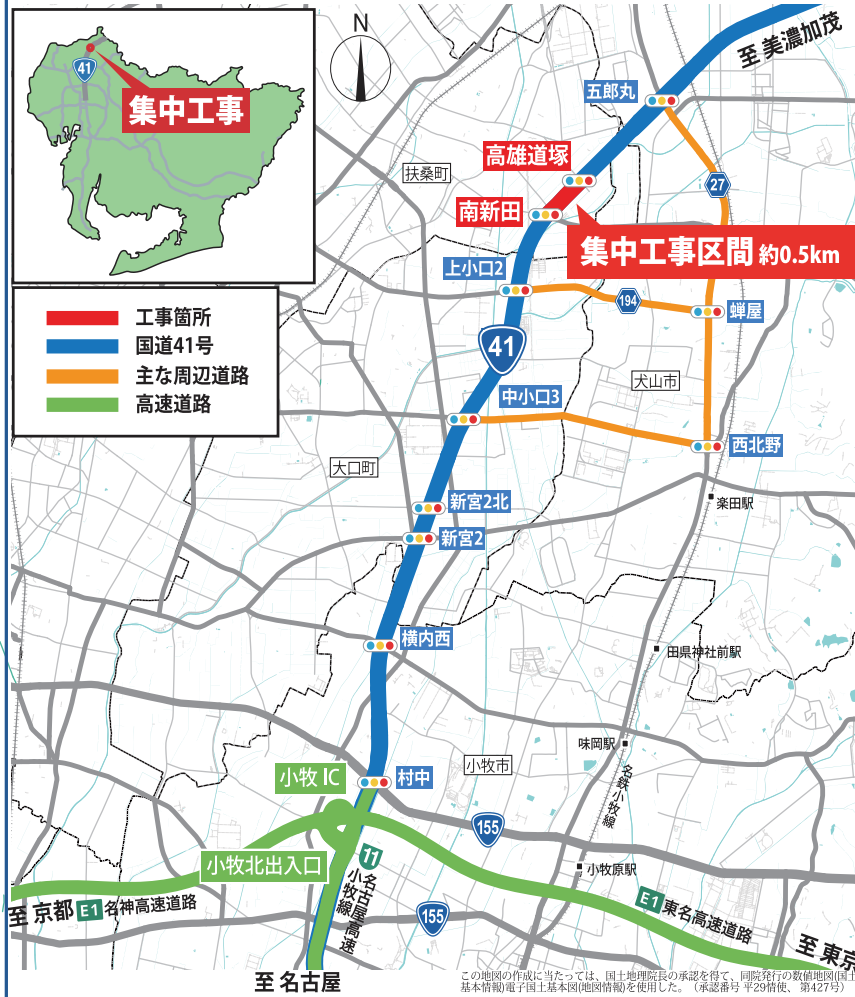 41
集中工事
N
至 美濃加茂
五郎丸
高雄道塚
扶桑町
27
南新田
集中工事区間 約0.5km
上小口2
194
蝉屋
工事箇所
国道41号
主な周辺道路
高速道路
41
犬山市
中小口3
西北野
大口町
新宮2北
楽田駅
新宮2
横内西
田県神社前駅
味岡駅
小牧市
名鉄小牧線
小牧 IC
村中
155
小牧北出入口
11
名古屋高速
小牧線
小牧原駅
至 京都 E1 名神高速道路
E1 東名高速道路
155
至 東京
至 名古屋
この地図の作成に当たっては、国土地理院長の承認を得て、同院発行の数値地図(国土
基本情報)電子国土基本図(地図情報)を使用した。（承認番号 平29情使、 第427号）